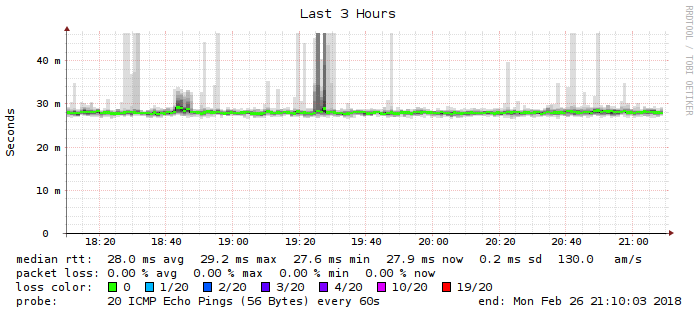 Last 3 Hours
RRDTOOL / TOBI OETIKER
Seconds
40 m
30 m
20 m
10 m
0
18:20 18:40 19:00 19:20 19:40 20:00 20:20 20:40 21:00
median rtt: 28.0 ms avg 29.2 ms max 27.6 ms min 27.9 ms now 0.2 ms sd 130.0 am/s
packet loss: 0.00 % avg 0.00 % max 0.00 % min 0.00 % now
loss color: 0 1/20 2/20 3/20 4/20 10/20 19/20
probe: 20 ICMP Echo Pings (56 Bytes) every 60s end: Mon Feb 26 21:10:03 2018